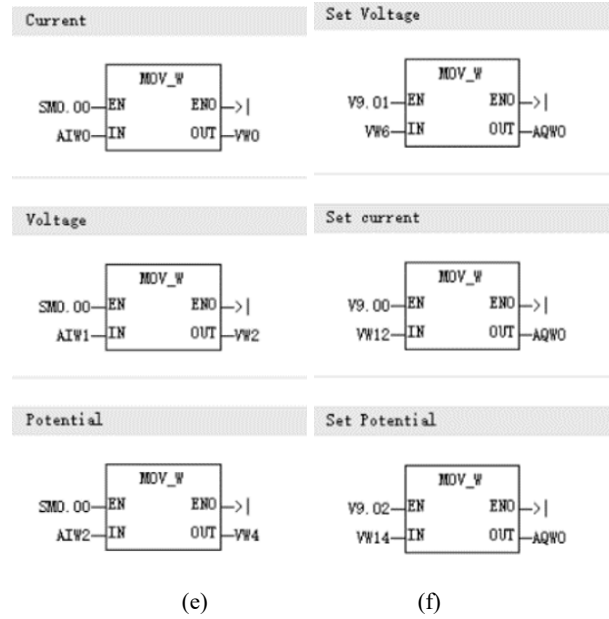 Current
MOV_W
SM0.00 EN ENO
AIW0 IN OUT VW0
Voltage
MOV_W
SM0.00 EN ENO
AIW1 IN OUT VW2
Potential
MOV_W
SM0.00 EN ENO
AIW2 IN OUT VW4
(e)
Set Voltage
MOV_W
V9.01 EN ENO
VW6 IN OUT AQW0
Set current
MOV_W
V9.00 EN ENO
VW12 IN OUT AQW0
Set Potential
MOV_W
V9.02 EN ENO
VW14 IN OUT AQW0
(f)